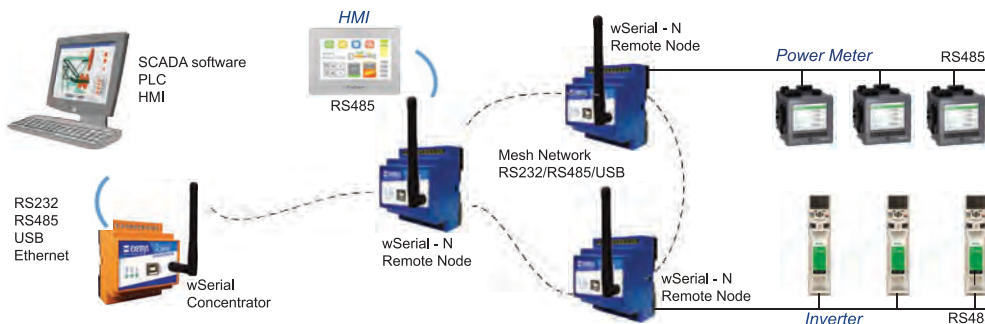 HMI
SCADA software
PLC
HMI
RS485
wSerial - N
Remote Node
Power Meter
RS485
Mesh Network
RS232/RS485/USB
RS232
RS485
USB
Ethernet
wSerial - N
Remote Node
wSerial
Concentrator
wSerial - N
Remote Node
Inverter
RS48